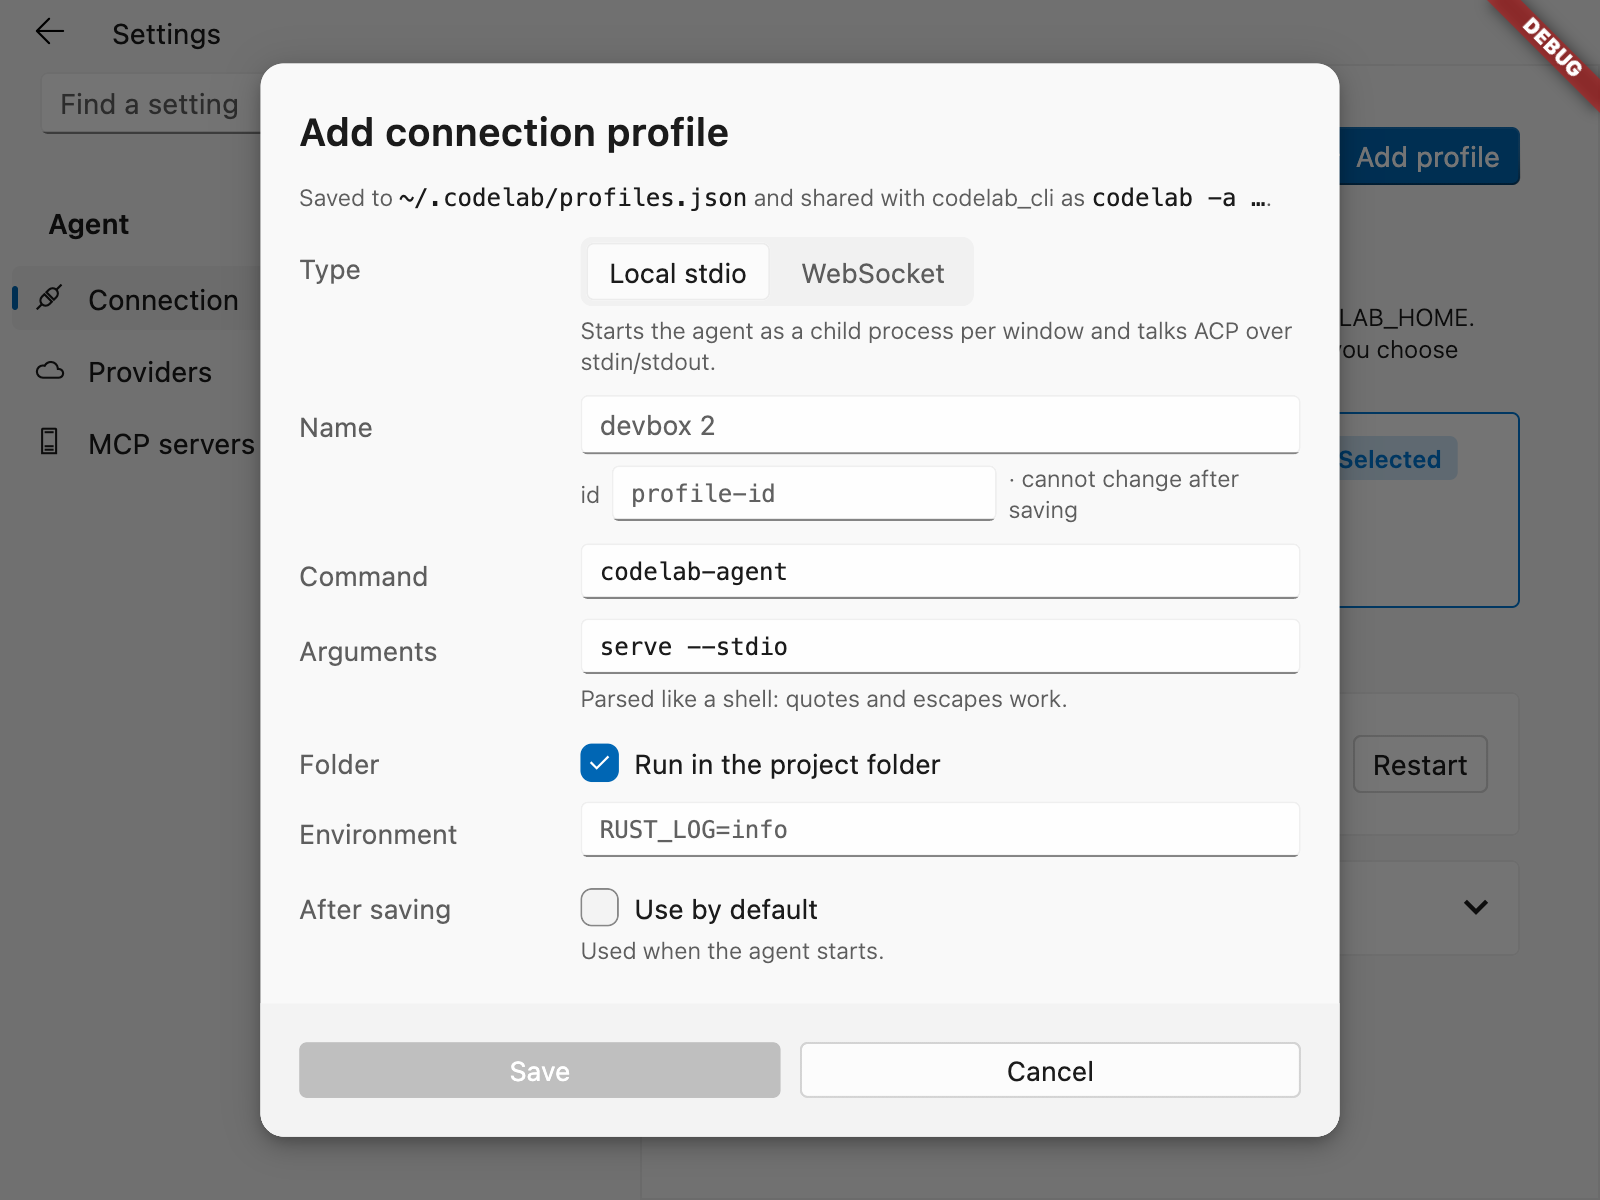 Settings
DEBUG
Find a setting
Add profile
Agent
Connection
Providers
MCP servers
LAB_HOME.
ou choose
Selected
Restart
Add connection profile
Saved to ~/.codelab/profiles.json and shared with codelab_cli as codelab -a ….
Type
Local stdio
WebSocket
Starts the agent as a child process per window and talks ACP over
stdin/stdout.
Name
devbox 2
id
profile-id
· cannot change after
saving
Command
codelab-agent
Arguments
serve --stdio
Parsed like a shell: quotes and escapes work.
Folder
Run in the project folder
Environment
RUST_LOG=info
After saving
Use by default
Used when the agent starts.
Save
Cancel